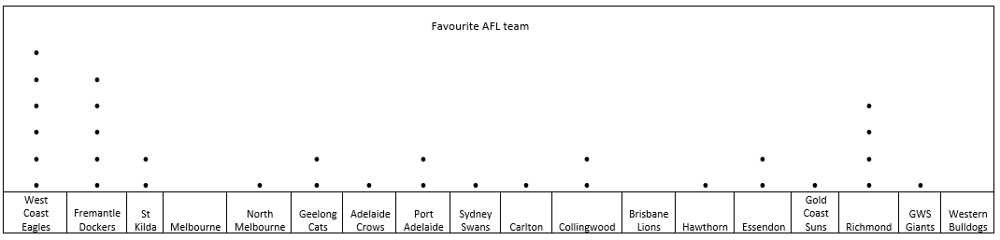 Favourite AFL team
West
Coast
Eagles
Fremantle
Dockers
St
Kilda
Melbourne
North
Melbourne
Geelong
Cats
Adelaide
Crows
Port
Adelaide
Sydney
Swans
Carlton
Collingwood
Brisbane
Lions
Hawthorn
Essendon
Gold
Coast
Suns
Richmond
GWS
Giants
Western
Bulldogs